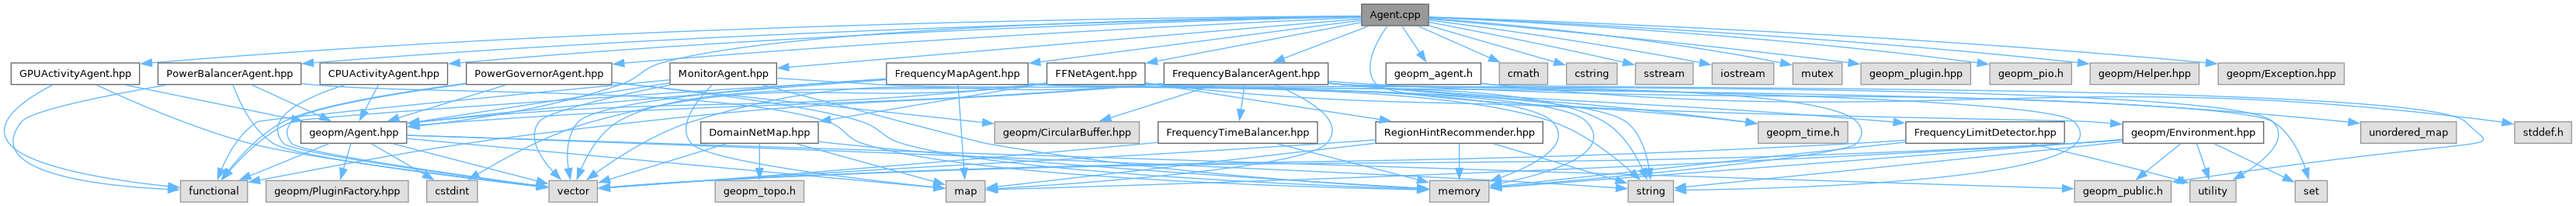 Agent.cpp
GPUActivityAgent.hpp
PowerBalancerAgent.hpp
CPUActivityAgent.hpp
PowerGovernorAgent.hpp
MonitorAgent.hpp
FrequencyMapAgent.hpp
FFNetAgent.hpp
FrequencyBalancerAgent.hpp
geopm_agent.h
cmath
cstring
sstream
iostream
mutex
geopm_plugin.hpp
geopm_pio.h
geopm/Helper.hpp
geopm/Exception.hpp
geopm/Agent.hpp
DomainNetMap.hpp
geopm/CircularBuffer.hpp
FrequencyTimeBalancer.hpp
RegionHintRecommender.hpp
geopm_time.h
FrequencyLimitDetector.hpp
geopm/Environment.hpp
unordered_map
stddef.h
functional
geopm/PluginFactory.hpp
cstdint
vector
geopm_topo.h
map
memory
string
geopm_public.h
utility
set